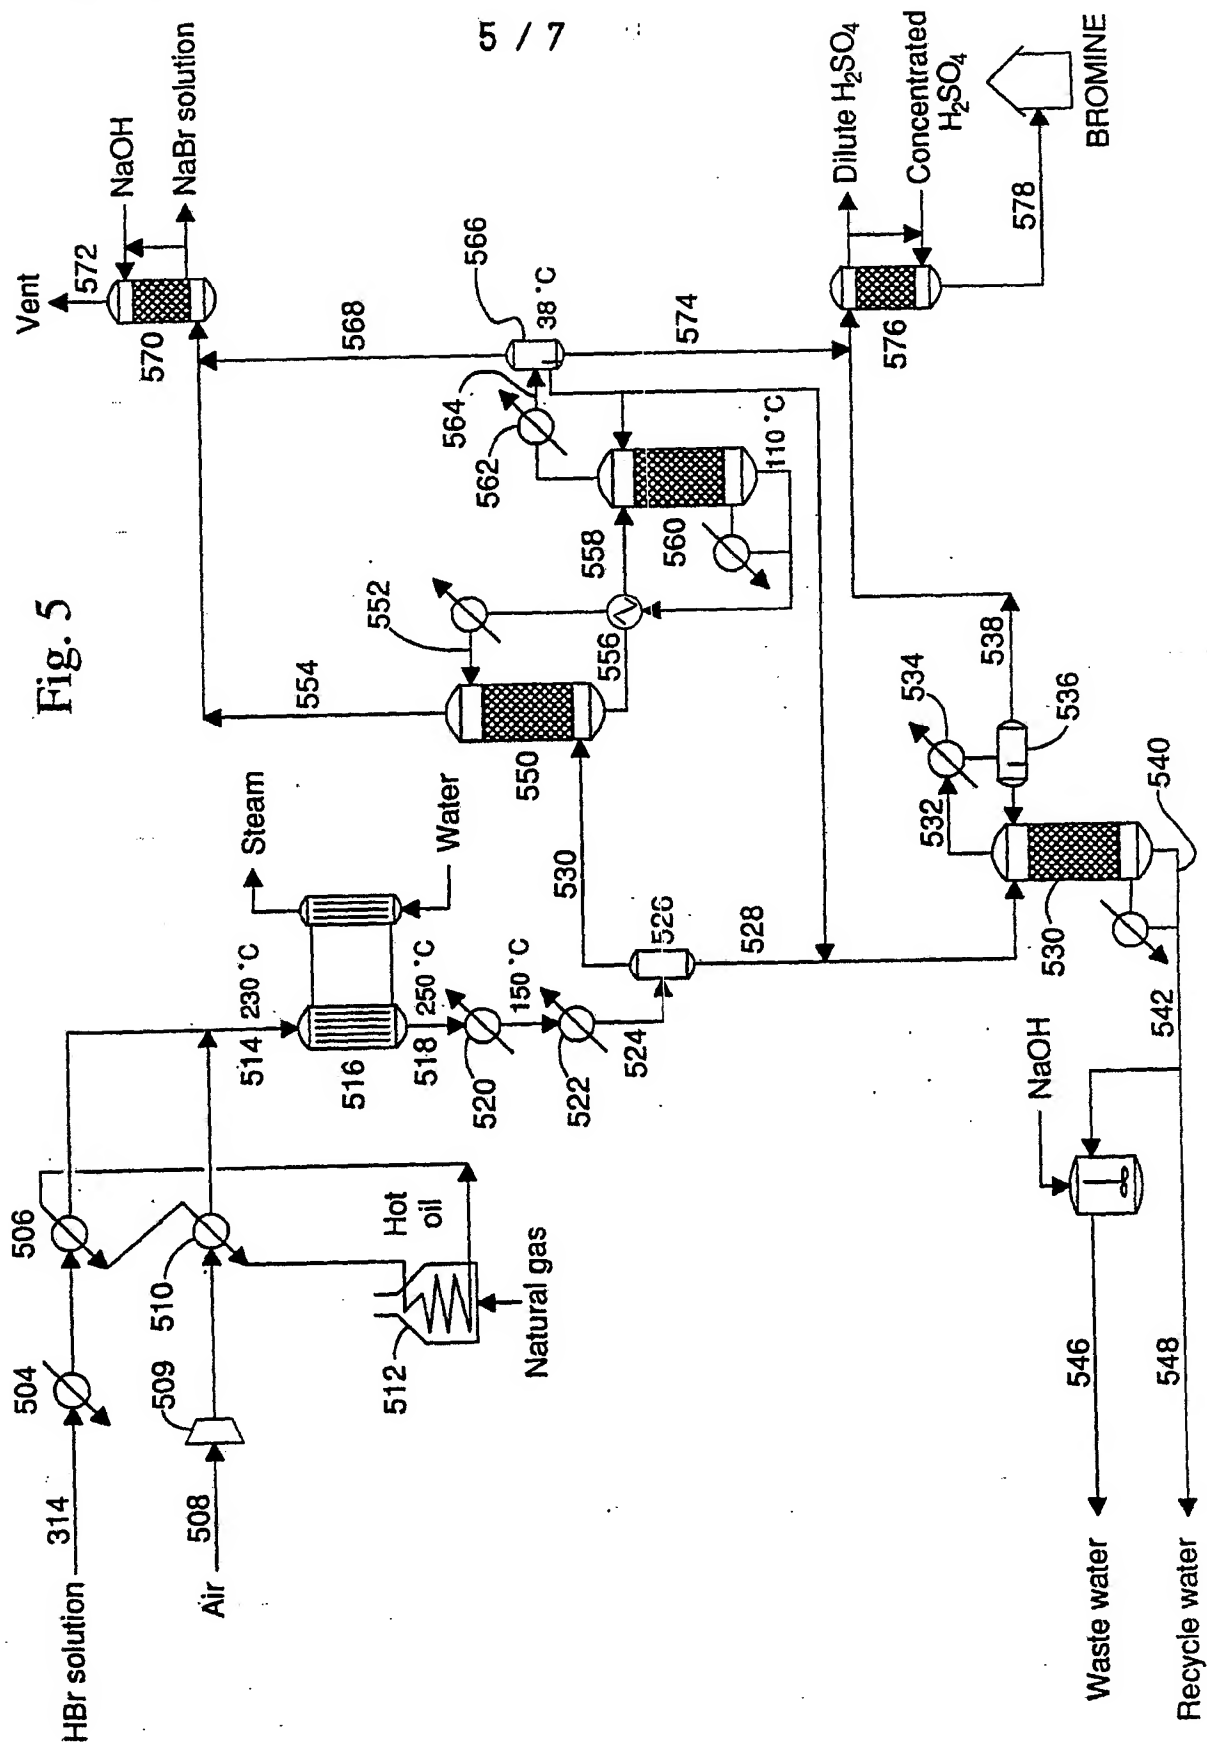 5 / 7
Fig. 5
HBr solution
314
504
506
Air
508
509
510
512
Natural gas
Hot
oil
514
230 °C
516
Steam
Water
518
250 °C
520
150 °C
522
524
526
528
530
550
552
554
556
558
560
110 °C
562
564
566
38 °C
568
570
572
Vent
NaOH
NaBr solution
574
576
Dilute H₂SO₄
Concentrated
H₂SO₄
578
BROMINE
530
532
534
536
538
540
542
NaOH
546
Waste water
548
Recycle water